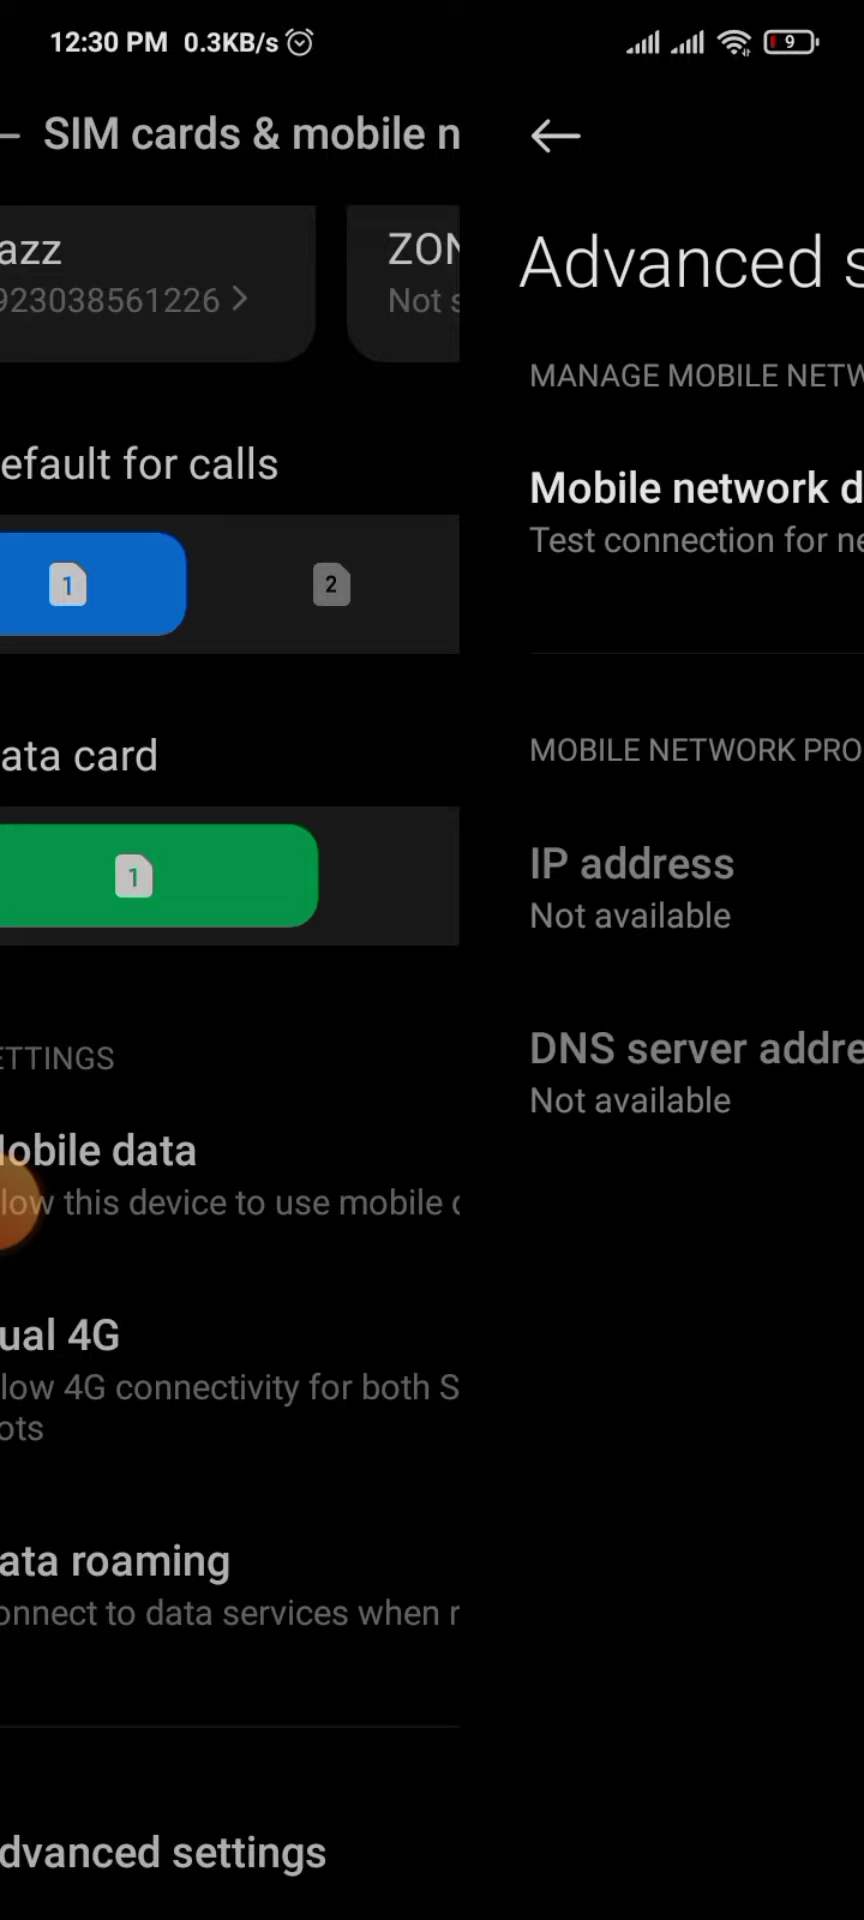 12:30 PM 0.3KB/s
9
SIM cards & mobile n
azz
ZON
923038561226
Not s
efault for calls
1
2
ata card
1
ETTINGS
lobile data
low this device to use mobile d
ual 4G
low 4G connectivity for both S
ots
ata roaming
onnect to data services when r
dvanced settings
Advanced s
MANAGE MOBILE NETW
Mobile network d
Test connection for ne
MOBILE NETWORK PRO
IP address
Not available
DNS server addre
Not available